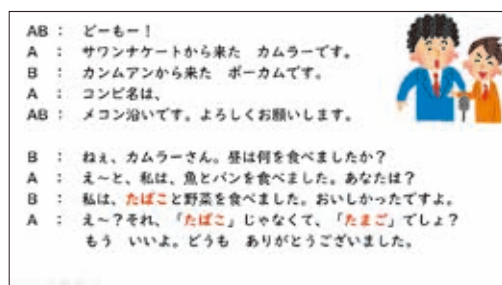 AB : どーもー！
A : サワンナケートから来た カムラーです。
B : カンムアンから来た ボーカムです。
A : コンビ名は、
AB : メコン沿いです。よろしくお願いします。
B : ねぇ、カムラーさん。昼は何を食べましたか？
A : え～と、私は、魚とパンを食べました。あなたは？
B : 私は、たばこと野菜を食べました。おいしかったですよ。
A : え～？それ、「たばこ」じゃなくて、「たまご」でしょ？
もう いいよ。どうも ありがとうございました。